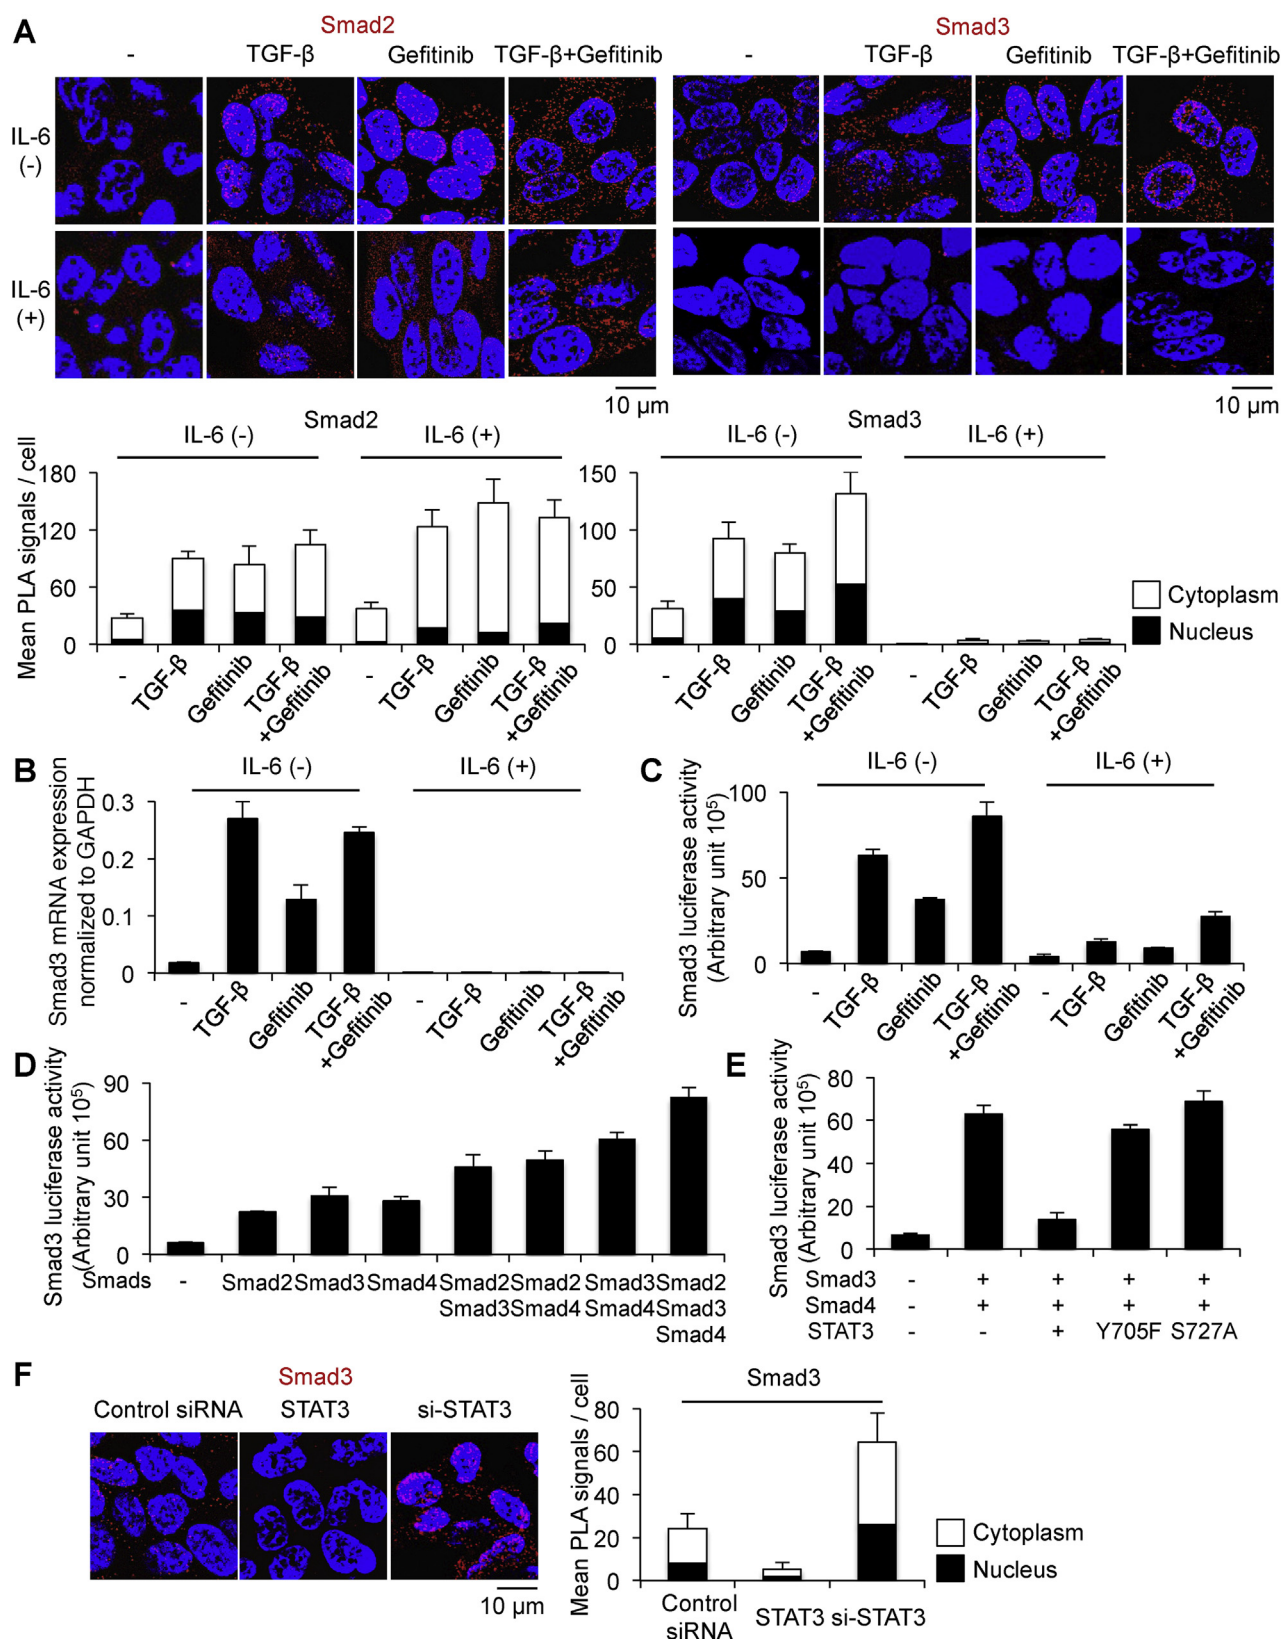 A
Smad2
Smad3
- TGF-β Gefitinib TGF-β+Gefitinib - TGF-β Gefitinib TGF-β+Gefitinib
IL-6
(-)
IL-6
(+)
10 µm
10 µm
Smad2
Smad3
IL-6 (-) IL-6 (+) IL-6 (-) IL-6 (+)
Mean PLA signals / cell
180
120
60
0
150
100
50
0
- TGF-β Gefitinib TGF-β +Gefitinib - TGF-β Gefitinib TGF-β +Gefitinib
- TGF-β Gefitinib TGF-β +Gefitinib - TGF-β Gefitinib TGF-β +Gefitinib
Cytoplasm
Nucleus
B
IL-6 (-) IL-6 (+)
Smad3 mRNA expression
normalized to GAPDH
0.3
0.2
0.1
0
- TGF-β Gefitinib TGF-β +Gefitinib - TGF-β Gefitinib TGF-β +Gefitinib
C
IL-6 (-) IL-6 (+)
Smad3 luciferase activity
(Arbitrary unit 10⁵)
100
50
0
- TGF-β Gefitinib TGF-β +Gefitinib - TGF-β Gefitinib TGF-β +Gefitinib
D
Smad3 luciferase activity
(Arbitrary unit 10⁵)
90
60
30
0
Smads - Smad2 Smad3 Smad4 Smad2 Smad2 Smad3 Smad2
Smad3 Smad4 Smad4 Smad3
Smad4
E
Smad3 luciferase activity
(Arbitrary unit 10⁵)
80
60
40
20
0
Smad3 - + + + +
Smad4 - + + + +
STAT3 - - + Y705F S727A
F
Smad3
Control siRNA STAT3 si-STAT3
10 µm
Smad3
Mean PLA signals / cell
80
60
40
20
0
Control
siRNA
STAT3 si-STAT3
Cytoplasm
Nucleus